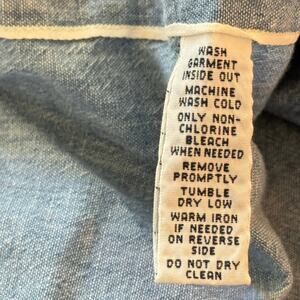 WASH
GARMENT
INSIDE OUT
MACHINE
WASH COLD
ONLY NON-
CHLORINE
BLEACH
WHEN NEEDED
REMOVE
PROMPTLY
TUMBLE
DRY LOW
WARM IRON
IF NEEDED
ON REVERSE
SIDE
DO NOT DRY
CLEAN